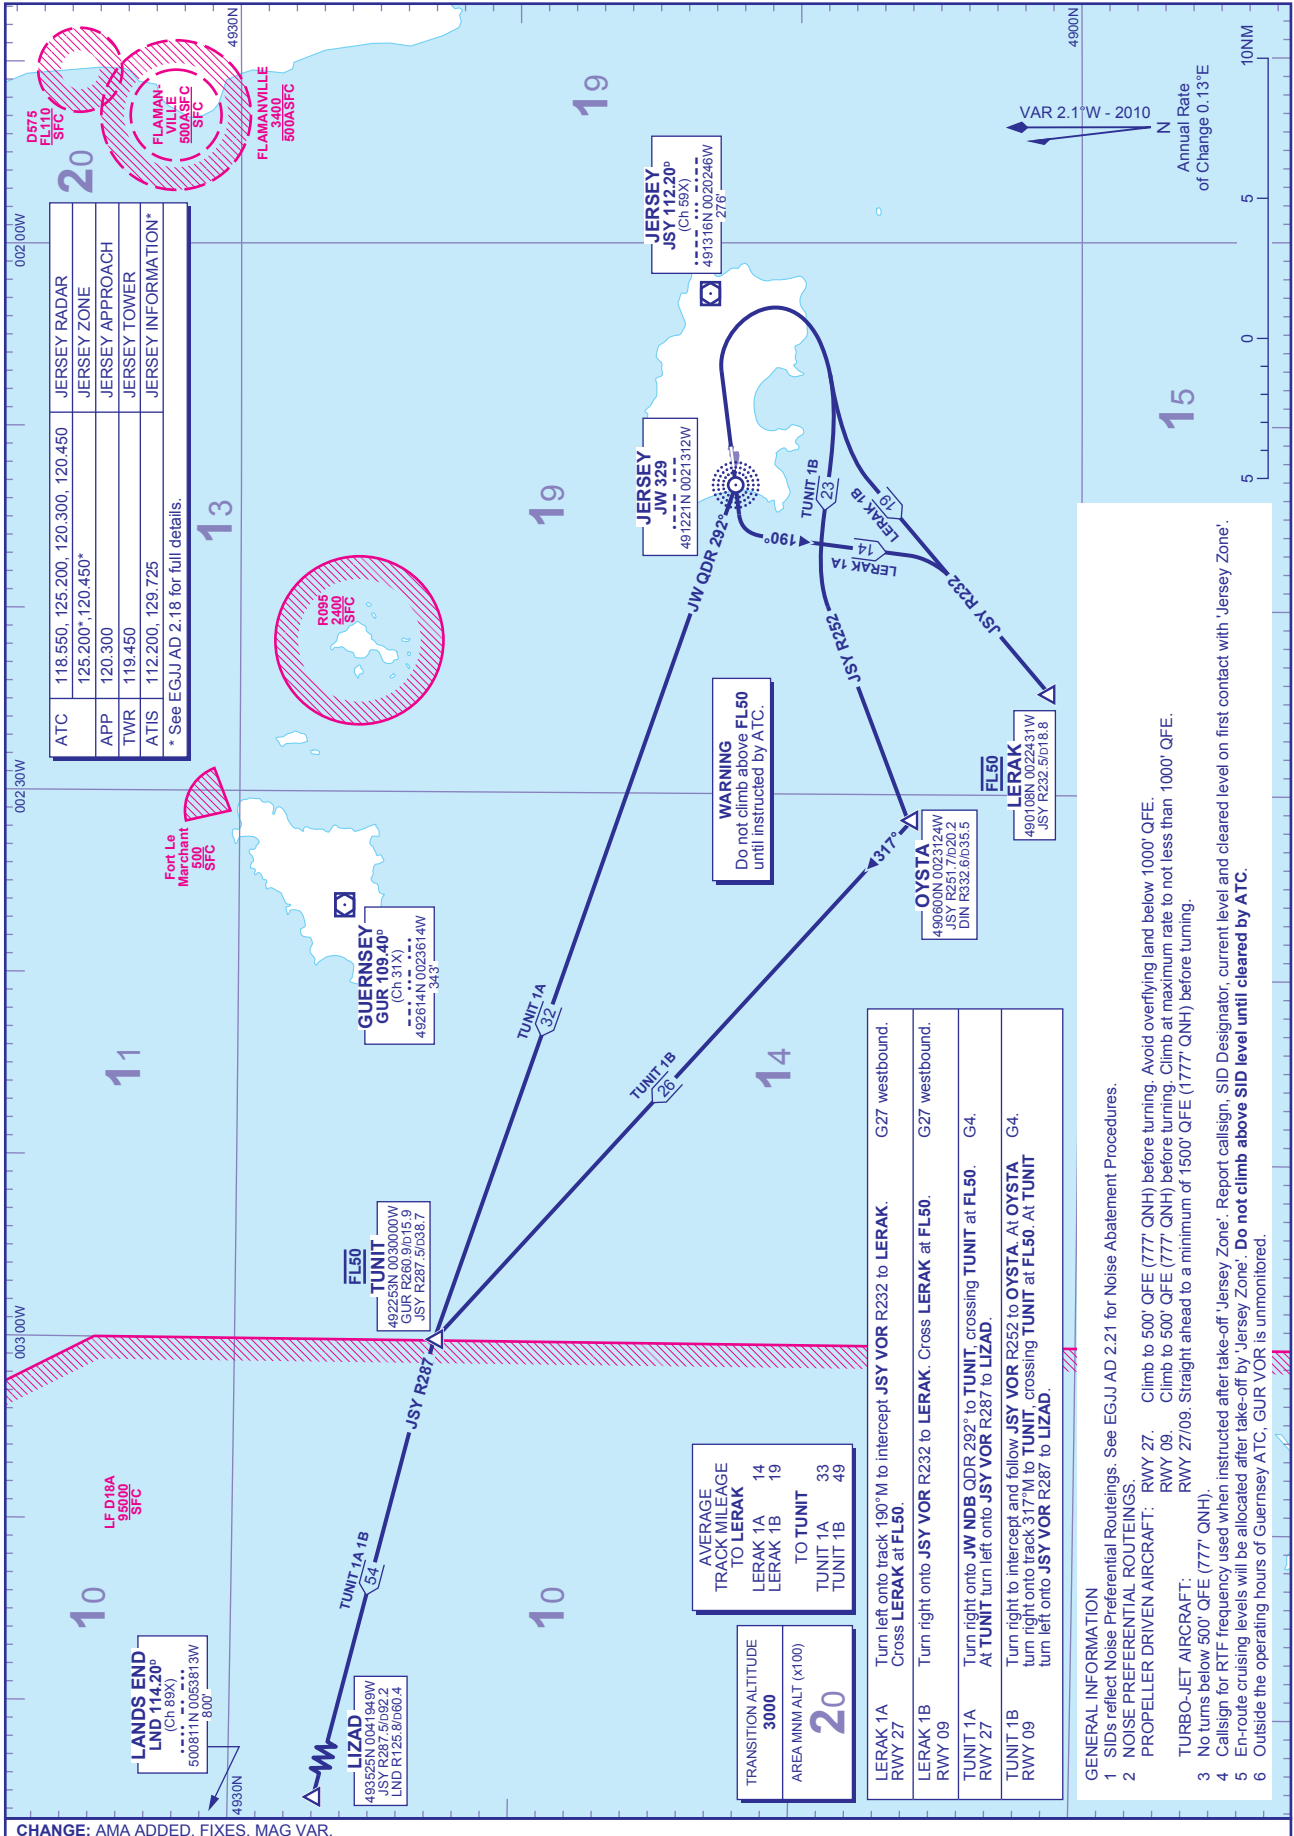 4930N
4900N
00200W
00230W
00300W
4930N
D575
FL110
SFC
FLAMAN-
VILLE
500ASFC
SFC
FLAMANVILLE
3400
500ASFC
20
19
13
19
11
14
15
10
10
ATC 118.550, 125.200, 120.300, 120.450 JERSEY RADAR
125.200*,120.450* JERSEY ZONE
APP 120.300 JERSEY APPROACH
TWR 119.450 JERSEY TOWER
ATIS 112.200, 129.725 JERSEY INFORMATION*
* See EGJJ AD 2.18 for full details.
JERSEY
JSY 112.20D
(Ch 59X)
491316N 0020246W
276'
VAR 2.1°W - 2010
N
Annual Rate
of Change 0.13°E
5 0 5 10NM
R095
2400
SFC
JERSEY
JW 329
491221N 0021312W
Fort Le
Marchant
500
SFC
GUERNSEY
GUR 109.40D
(Ch 31X)
492614N 0023614W
343'
JW QDR 292°
190°
TUNIT 1B
23
LERAK 1A
14
LERAK 1B
19
JSY R252
JSY R232
WARNING
Do not climb above FL50
until instructed by ATC.
317°
OYSTA
490600N 0023124W
JSY R251.7/D20.2
DIN R332.6/D35.5
FL50
LERAK
490108N 0022431W
JSY R232.5/D18.8
TUNIT 1A
32
TUNIT 1B
26
FL50
TUNIT
492253N 0030000W
GUR R260.9/D15.9
JSY R287.5/D38.7
JSY R287
LF D18A
95000
SFC
TUNIT 1A 1B
54
LANDS END
LND 114.20D
(Ch 89X)
500811N 0053813W
800'
LIZAD
493525N 0041949W
JSY R287.5/D92.2
LND R125.8/D60.4
AVERAGE
TRACK MILEAGE
TO LERAK
LERAK 1A 14
LERAK 1B 19
TO TUNIT
TUNIT 1A 33
TUNIT 1B 49
TRANSITION ALTITUDE
3000
AREA MNM ALT (x100)
20
LERAK 1A Turn left onto track 190°M to intercept JSY VOR R232 to LERAK. G27 westbound.
RWY 27 Cross LERAK at FL50.
LERAK 1B Turn right onto JSY VOR R232 to LERAK. Cross LERAK at FL50. G27 westbound.
RWY 09
TUNIT 1A Turn right onto JW NDB QDR 292° to TUNIT, crossing TUNIT at FL50. G4.
RWY 27 At TUNIT turn left onto JSY VOR R287 to LIZAD.
TUNIT 1B Turn right to intercept and follow JSY VOR R252 to OYSTA. At OYSTA G4.
RWY 09 turn right onto track 317°M to TUNIT, crossing TUNIT at FL50. At TUNIT
turn left onto JSY VOR R287 to LIZAD.
GENERAL INFORMATION
1 SIDs reflect Noise Preferential Routeings. See EGJJ AD 2.21 for Noise Abatement Procedures.
2 NOISE PREFERENTIAL ROUTEINGS.
PROPELLER DRIVEN AIRCRAFT: RWY 27. Climb to 500' QFE (777' QNH) before turning. Avoid overflying land below 1000' QFE.
RWY 09. Climb to 500' QFE (777' QNH) before turning. Climb at maximum rate to not less than 1000' QFE.
TURBO-JET AIRCRAFT: RWY 27/09. Straight ahead to a minimum of 1500' QFE (1777' QNH) before turning.
3 No turns below 500' QFE (777' QNH).
4 Callsign for RTF frequency used when instructed after take-off 'Jersey Zone'. Report callsign, SID Designator, current level and cleared level on first contact with 'Jersey Zone'.
5 En-route cruising levels will be allocated after take-off by 'Jersey Zone'. Do not climb above SID level until cleared by ATC.
6 Outside the operating hours of Guernsey ATC, GUR VOR is unmonitored.
CHANGE: AMA ADDED. FIXES. MAG VAR.